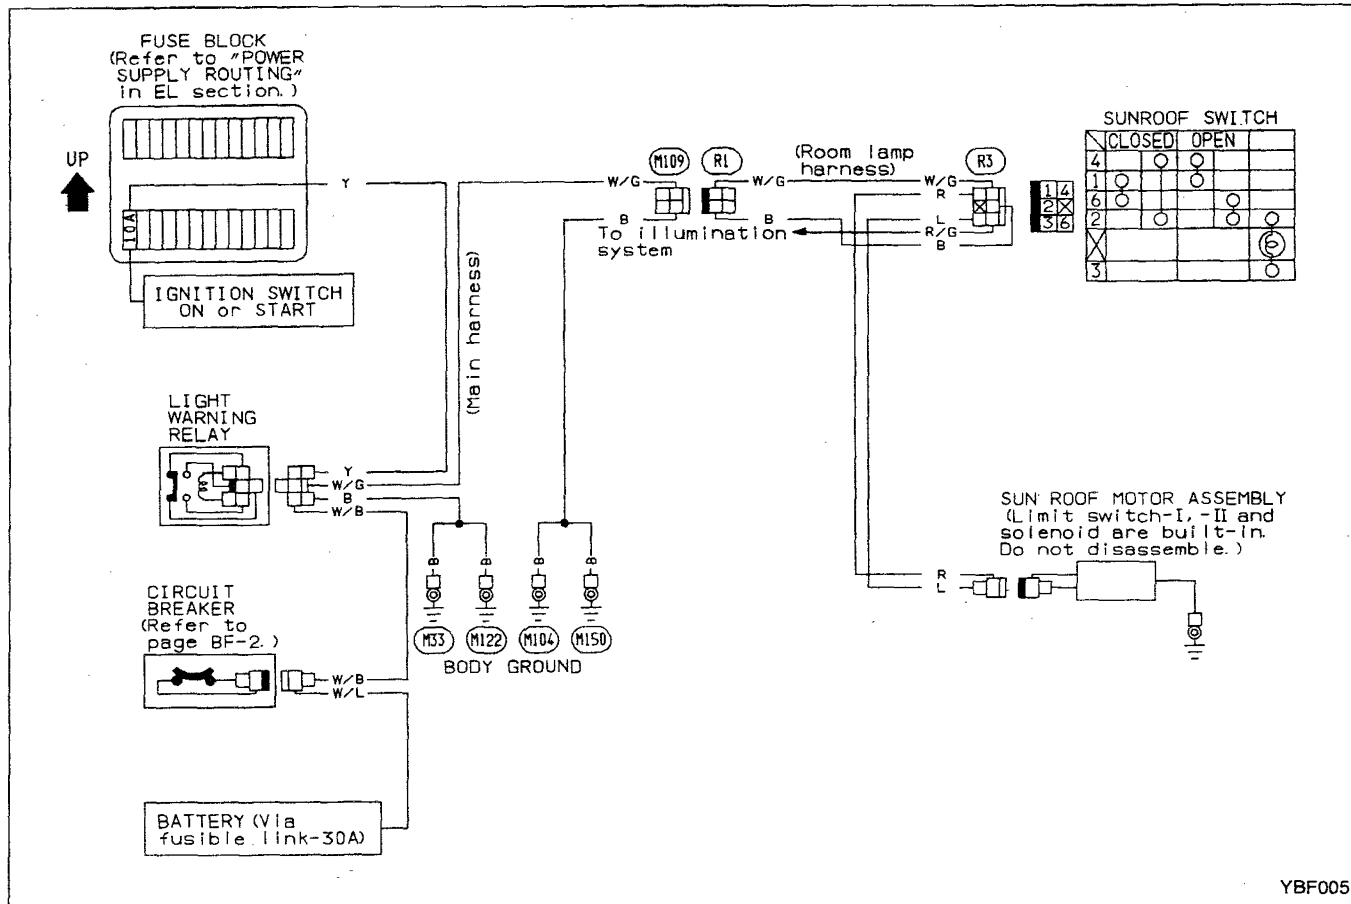 FUSE BLOCK
(Refer to "POWER
SUPPLY ROUTING"
in EL section.)
UP
10A
Y
IGNITION SWITCH
ON or START
(Main harness)
W/G
M109
R1
W/G
(Room lamp
harness)
W/G
R3
R
B
B
L
To illumination
system
R/G
B
1 4
2
3 6
SUNROOF SWITCH
CLOSED OPEN
4
1
6
2
3
LIGHT
WARNING
RELAY
Y
W/G
B
W/B
B B B B
M33 M122 M104 M150
BODY GROUND
SUN ROOF MOTOR ASSEMBLY
(Limit switch-I, -II and
solenoid are built-in.
Do not disassemble.)
R
L
CIRCUIT
BREAKER
(Refer to
page BF-2.)
W/B
W/L
BATTERY (Via
fusible link-30A)
YBF005